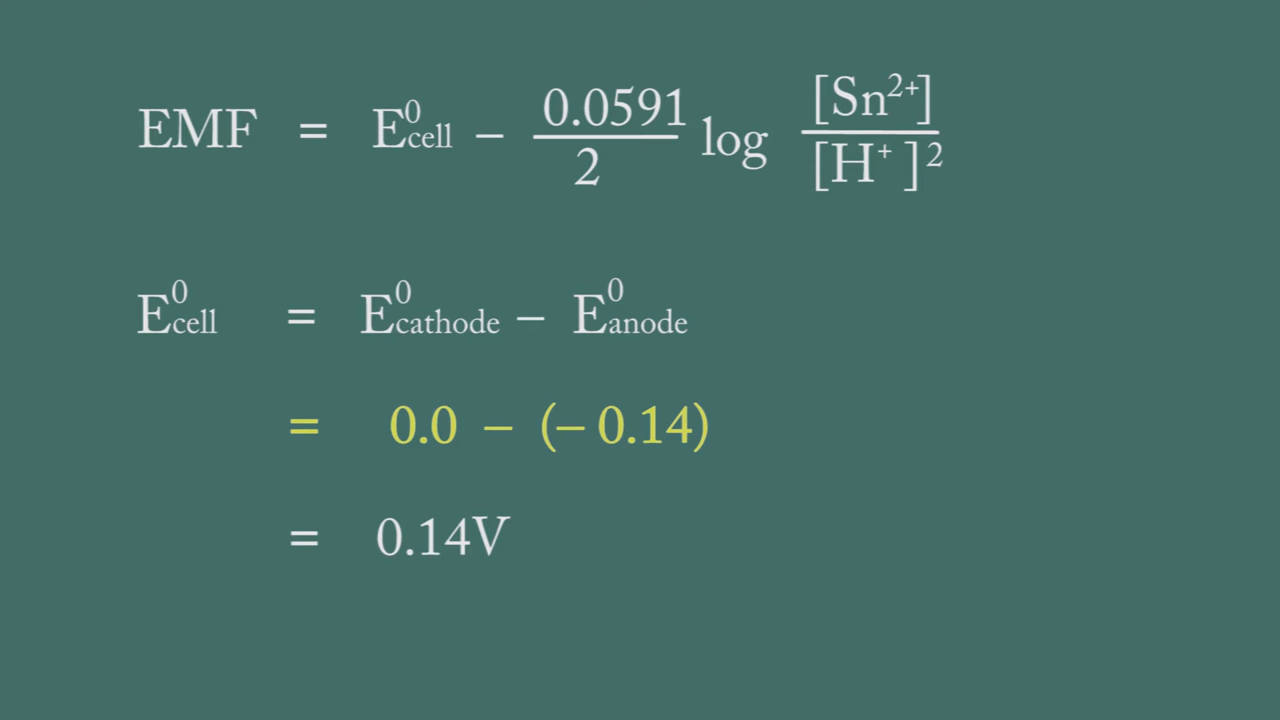 EMF = E⁰cell – 0.0591/2 log [Sn²⁺]/[H⁺]²
E⁰cell = E⁰cathode – E⁰anode
= 0.0 – (– 0.14)
= 0.14V